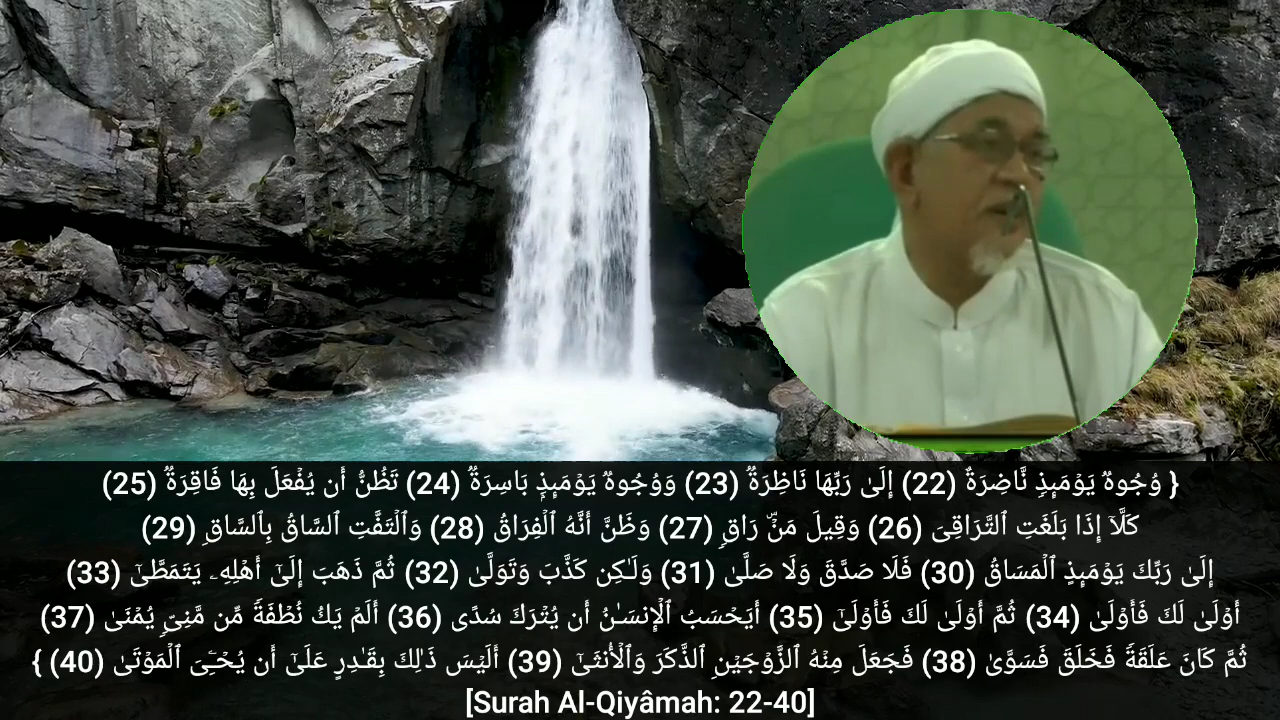 { وُجُوهٌ يَوْمَىِٕذٍ نَّاضِرَةٌ (22) إِلَىٰ رَبِّهَا نَاظِرَةٌ (23) وَوُجُوهٌ يَوْمَىِٕذِۭ بَاسِرَةٌ (24) تَظُنُّ أَن يُفْعَلَ بِهَا فَاقِرَةٌ (25)
كَلَّاۤ إِذَا بَلَغَتِ ٱلتَّرَاقِیَ (26) وَقِيلَ مَنْۜ رَاقٍ (27) وَظَنَّ أَنَّهُ ٱلْفِرَاقُ (28) وَٱلْتَفَّتِ ٱلسَّاقُ بِٱلسَّاقِ (29)
إِلَىٰ رَبِّكَ يَوْمَىِٕذٍ ٱلْمَسَاقُ (30) فَلَا صَدَّقَ وَلَا صَلَّىٰ (31) وَلَـٰكِن كَذَّبَ وَتَوَلَّىٰ (32) ثُمَّ ذَهَبَ إِلَىٰۤ أَهْلِهِۦ یَتَمَطَّىٰۤ (33)
أَوْلَىٰ لَكَ فَأَوْلَىٰ (34) ثُمَّ أَوْلَىٰ لَكَ فَأَوْلَىٰۤ (35) أَيَحْسَبُ ٱلْإِنسَـٰنُ أَن يُتْرَكَ سُدًى (36) أَلَمْ يَكُ نُطْفَةً مِّن مَّنِیٍّ يُمْنَىٰ (37)
ثُمَّ كَانَ عَلَقَةً فَخَلَقَ فَسَوَّىٰ (38) فَجَعَلَ مِنْهُ ٱلزَّوْجَيْنِ ٱلذَّكَرَ وَٱلْأُنثَىٰۤ (39) أَلَيْسَ ذَ ٰلِكَ بِقَـٰدِرٍ عَلَىٰۤ أَن يُحْـِۧیَ ٱلْمَوْتَىٰ (40) }
[Surah Al-Qiyâmah: 22-40]